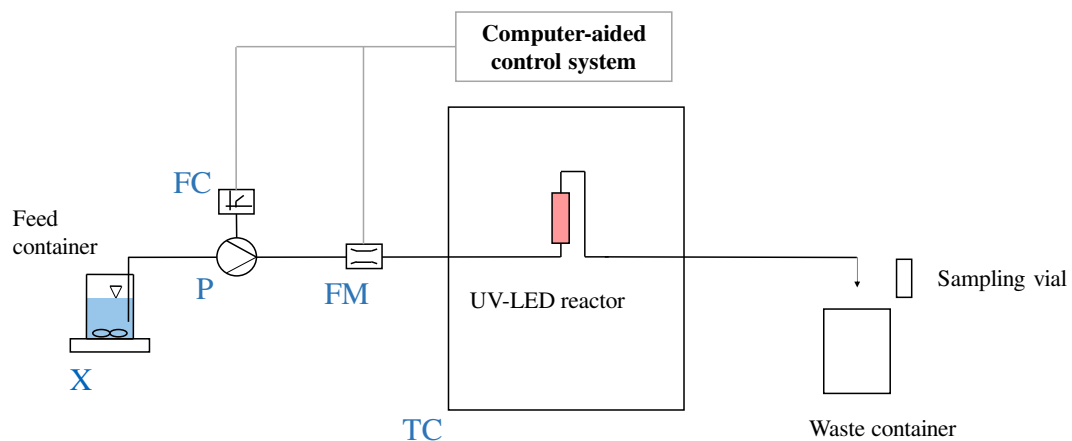 Computer-aided
control system
FC
Feed
container
P
FM
UV-LED reactor
Sampling vial
X
TC
Waste container